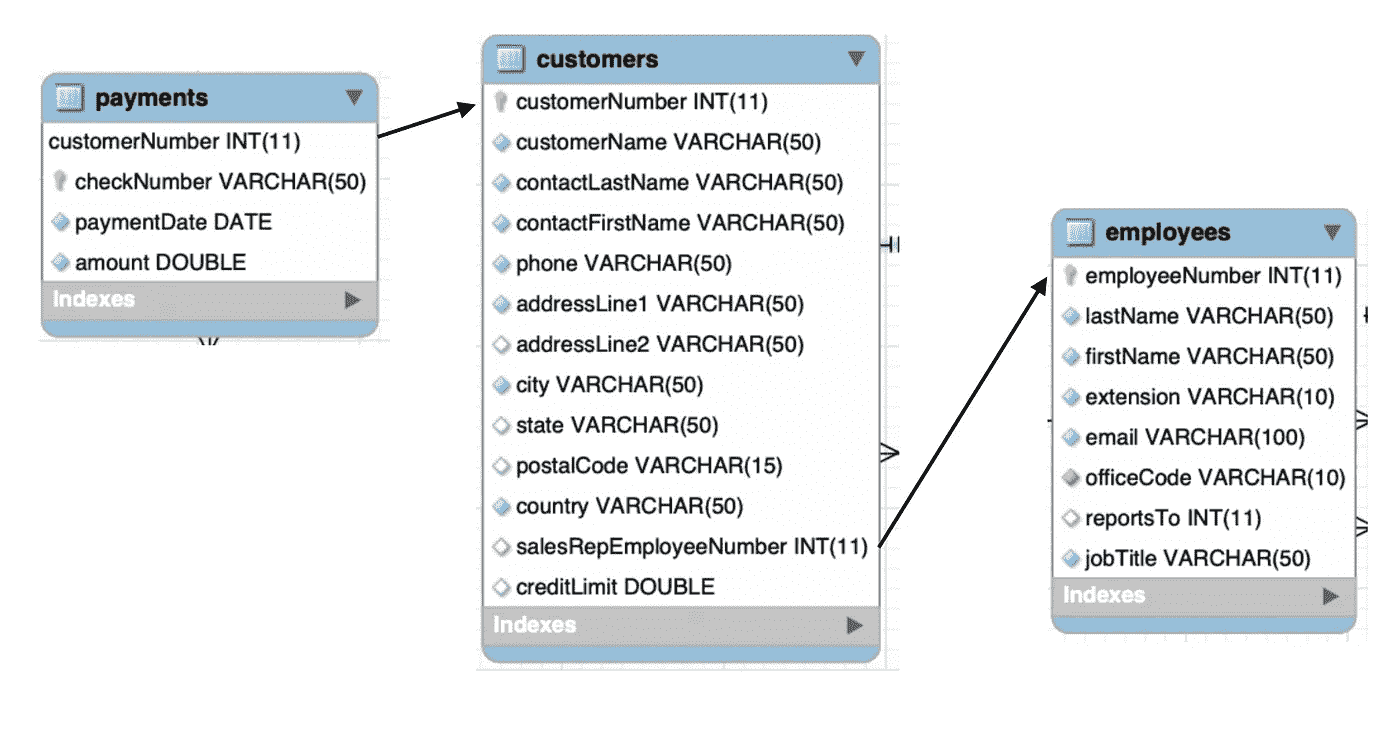 payments
customerNumber INT(11)
checkNumber VARCHAR(50)
paymentDate DATE
amount DOUBLE
Indexes
customers
customerNumber INT(11)
customerName VARCHAR(50)
contactLastName VARCHAR(50)
contactFirstName VARCHAR(50)
phone VARCHAR(50)
addressLine1 VARCHAR(50)
addressLine2 VARCHAR(50)
city VARCHAR(50)
state VARCHAR(50)
postalCode VARCHAR(15)
country VARCHAR(50)
salesRepEmployeeNumber INT(11)
creditLimit DOUBLE
Indexes
employees
employeeNumber INT(11)
lastName VARCHAR(50)
firstName VARCHAR(50)
extension VARCHAR(10)
email VARCHAR(100)
officeCode VARCHAR(10)
reportsTo INT(11)
jobTitle VARCHAR(50)
Indexes